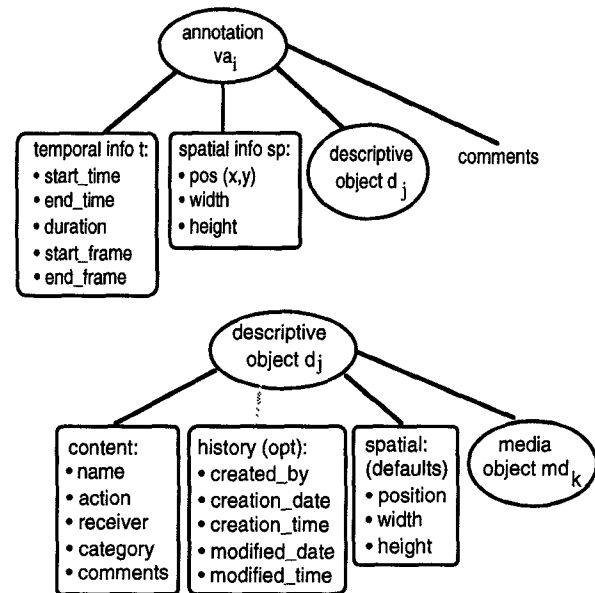 annotation
va_i
temporal info t:
• start_time
• end_time
• duration
• start_frame
• end_frame
spatial info sp:
• pos (x,y)
• width
• height
descriptive
object d_j
comments
descriptive
object d_j
content:
• name
• action
• receiver
• category
• comments
history (opt):
• created_by
• creation_date
• creation_time
• modified_date
• modified_time
spatial:
(defaults)
• position
• width
• height
media
object md_k